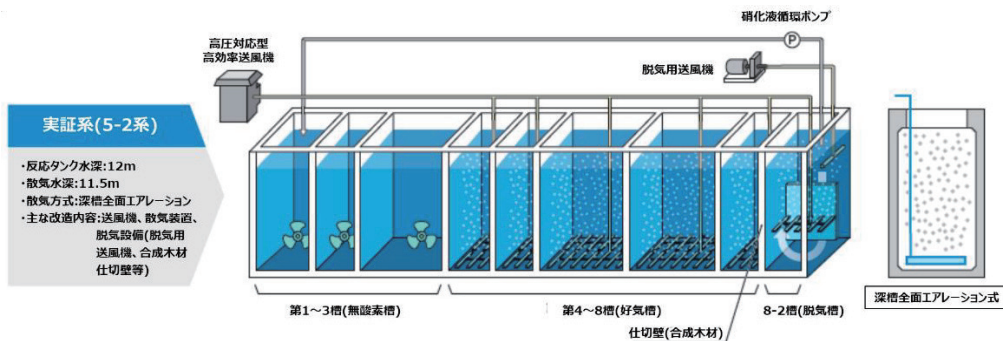 硝化液循環ポンプ
P
高圧対応型
高効率送風機
脱気用送風機
実証系(5-2系)
・反応タンク水深:12m
・散気水深:11.5m
・散気方式:深槽全面エアレーション
・主な改造内容:送風機、散気装置、
脱気設備(脱気用
送風機、合成木材
仕切壁等)
第1~3槽(無酸素槽)
第4~8槽(好気槽)
8-2槽(脱気槽)
仕切壁(合成木材)
深槽全面エアレーション式